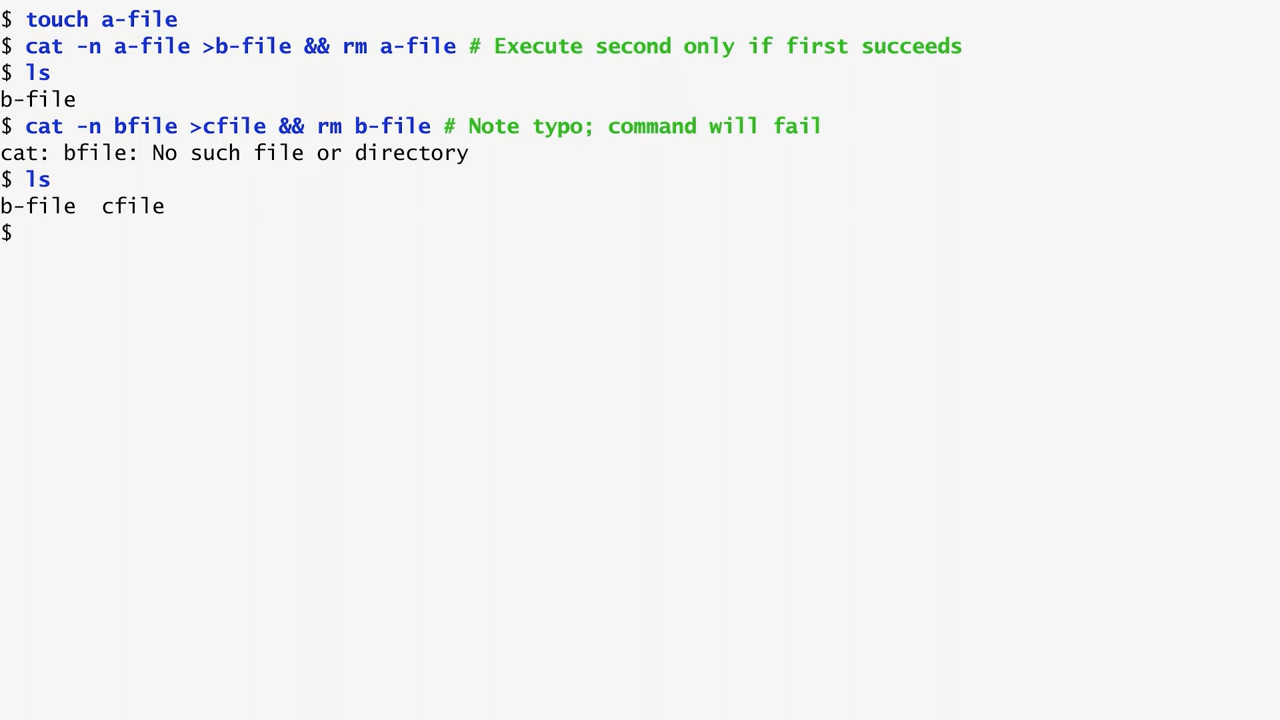 $ touch a-file
$ cat -n a-file >b-file && rm a-file # Execute second only if first succeeds
$ ls
b-file
$ cat -n bfile >cfile && rm b-file # Note typo; command will fail
cat: bfile: No such file or directory
$ ls
b-file  cfile
$